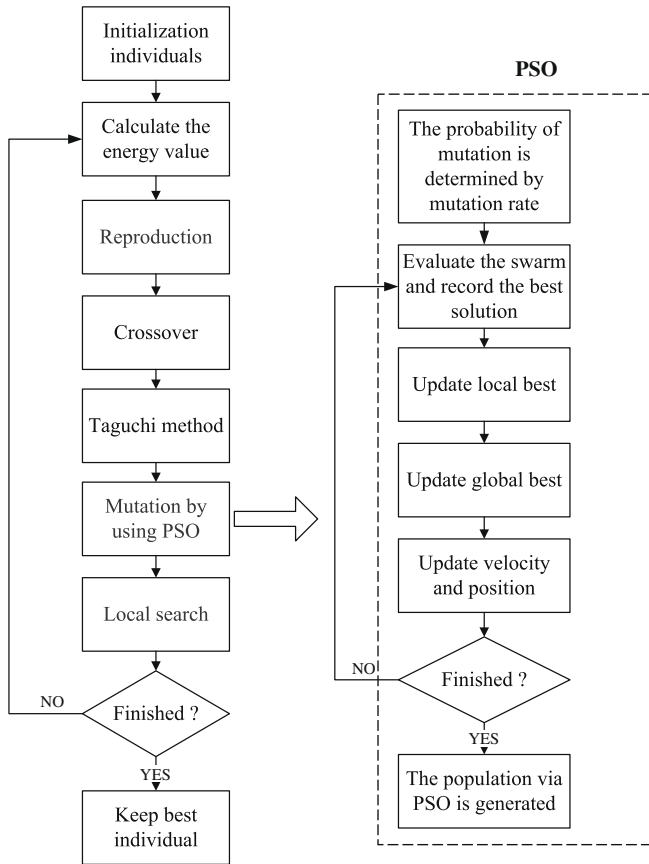 Initialization
individuals
Calculate the
energy value
Reproduction
Crossover
Taguchi method
Mutation by
using PSO
Local search
NO
Finished ?
YES
Keep best
individual
PSO
The probability of
mutation is
determined by
mutation rate
Evaluate the swarm
and record the best
solution
Update local best
Update global best
Update velocity
and position
NO
Finished ?
YES
The population via
PSO is generated